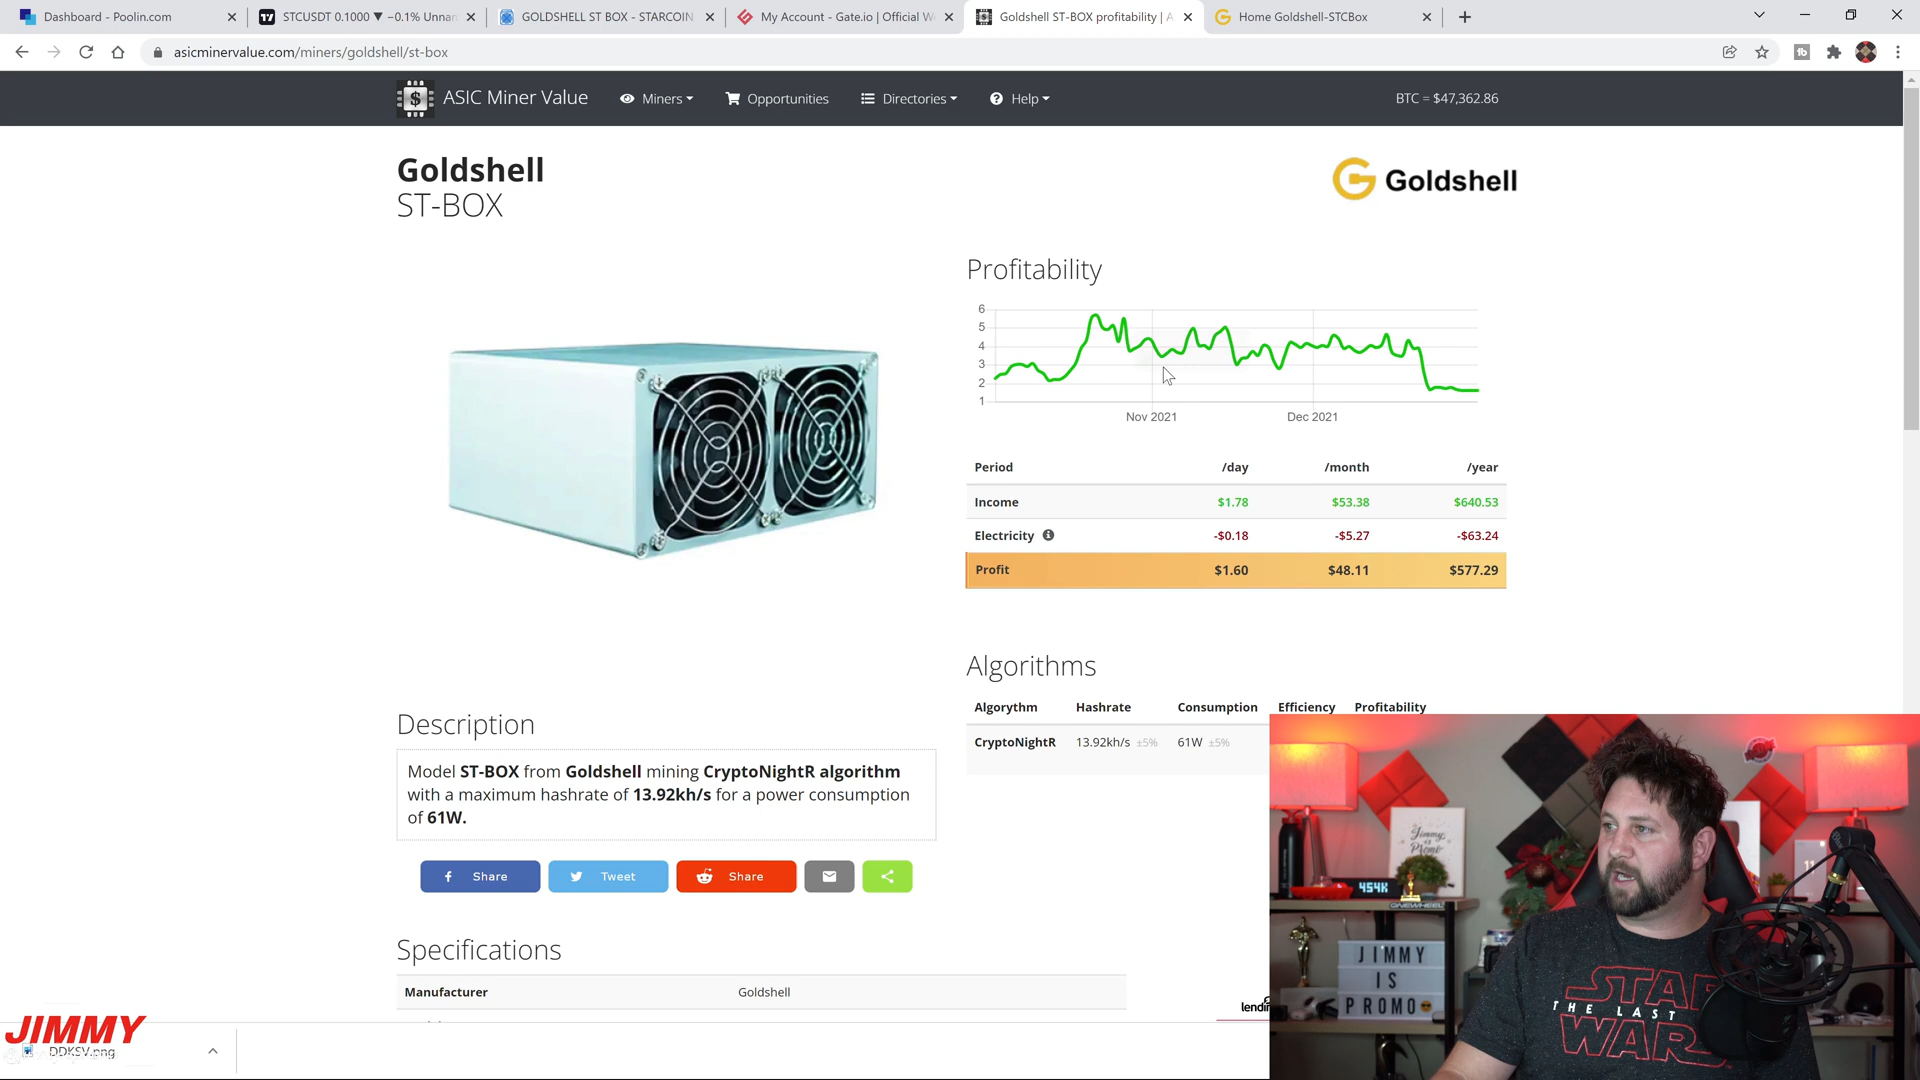 Dashboard - Poolin.com
STCUSDT 0.1000 ▼ −0.1% Unnan
GOLDSHELL ST BOX - STARCOIN
My Account - Gate.io | Official W
Goldshell ST-BOX profitability | A
Home Goldshell-STCBox
asicminervalue.com/miners/goldshell/st-box
ASIC Miner Value
Miners
Opportunities
Directories
Help
BTC = $47,362.86
Goldshell
ST-BOX
Goldshell
Profitability
6
5
4
3
2
1
Nov 2021
Dec 2021
Period /day /month /year
Income $1.78 $53.38 $640.53
Electricity -$0.18 -$5.27 -$63.24
Profit $1.60 $48.11 $577.29
Algorithms
Algorythm Hashrate Consumption Efficiency Profitability
CryptoNightR 13.92kh/s ±5% 61W ±5%
Description
Model ST-BOX from Goldshell mining CryptoNightR algorithm
with a maximum hashrate of 13.92kh/s for a power consumption
of 61W.
Share
Tweet
Share
Specifications
Manufacturer Goldshell
JIMMY
DDKSV.png
454K
ONEWHEEL
JIMMY
IS
PROMO
STAR
THE LAST
WARS